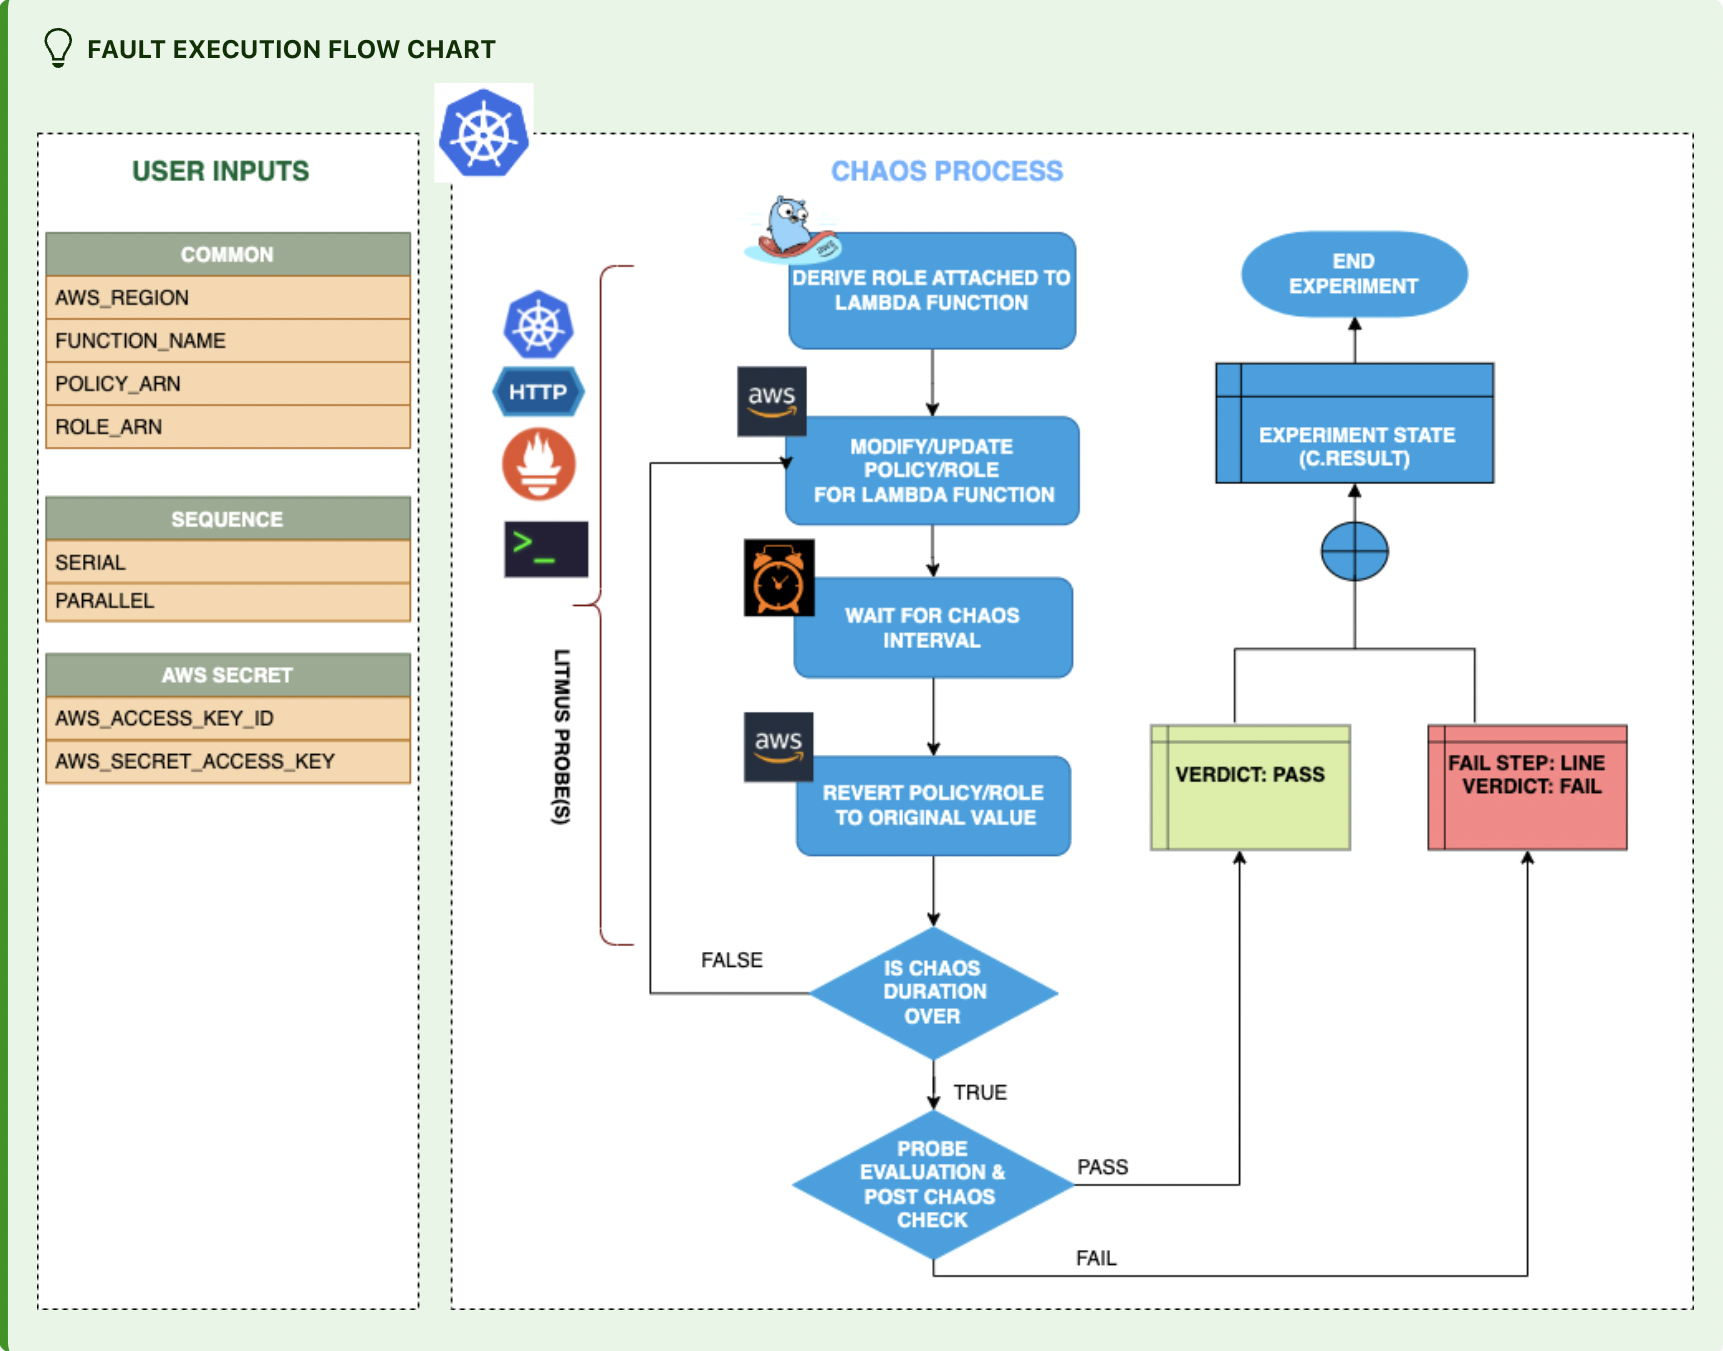 FAULT EXECUTION FLOW CHART
USER INPUTS
COMMON
AWS_REGION
FUNCTION_NAME
POLICY_ARN
ROLE_ARN
SEQUENCE
SERIAL
PARALLEL
AWS SECRET
AWS_ACCESS_KEY_ID
AWS_SECRET_ACCESS_KEY
CHAOS PROCESS
HTTP
>_
LITMUS PROBE(S)
aws
DERIVE ROLE ATTACHED TO
LAMBDA FUNCTION
aws
MODIFY/UPDATE
POLICY/ROLE
FOR LAMBDA FUNCTION
WAIT FOR CHAOS
INTERVAL
aws
REVERT POLICY/ROLE
TO ORIGINAL VALUE
IS CHAOS
DURATION
OVER
FALSE
TRUE
PROBE
EVALUATION &
POST CHAOS
CHECK
PASS
FAIL
VERDICT: PASS
FAIL STEP: LINE
VERDICT: FAIL
EXPERIMENT STATE
(C.RESULT)
END
EXPERIMENT